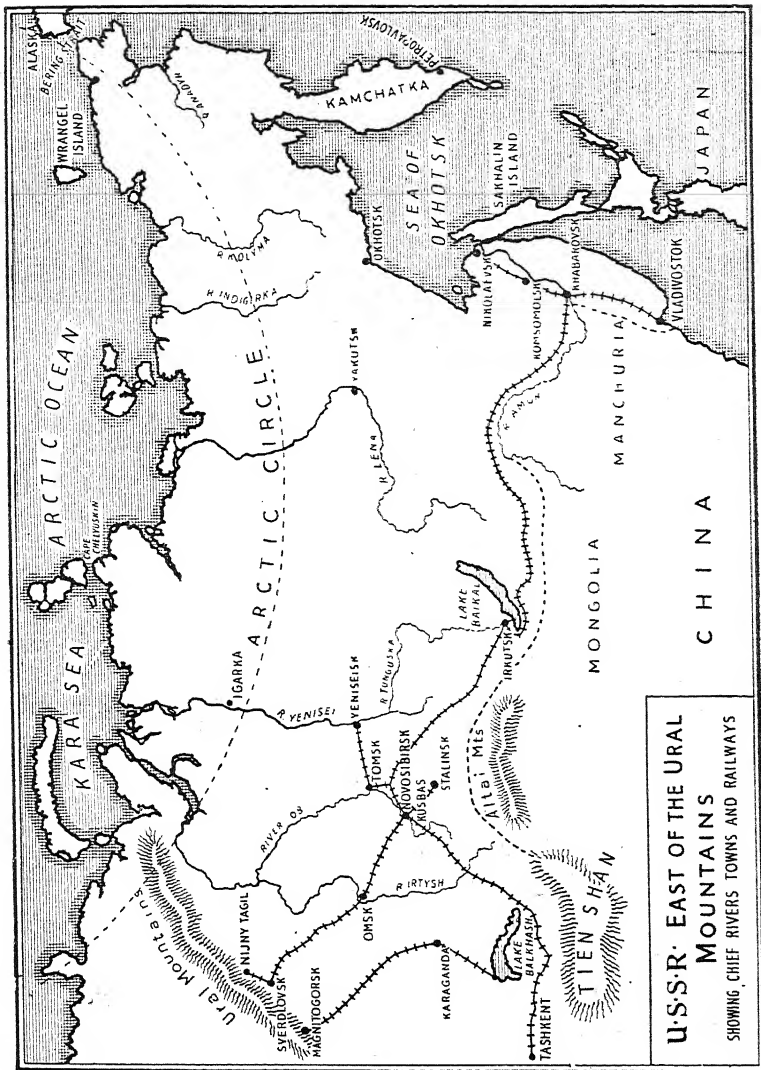 ALASKA
BERING STRAIT
WRANGEL
ISLAND
R. ANADYR
PETROPAVLOVSK
KAMCHATKA
ARCTIC OCEAN
R KOLYMA
R INDIGIRKA
OKHOTSK
SEA OF
OKHOTSK
SAKHALIN
ISLAND
JAPAN
NIKOLAEVSK
KOMSOMOLSK
KHABAROVSK
VLADIVOSTOK
YAKUTSK
R LENA
R AMUR
MANCHURIA
ARCTIC CIRCLE
CAPE
CHELYUSKIN
KARA SEA
IGARKA
YENISEISK
R. YENISEI
R TUNGUSKA
LAKE
BAIKAL
IRKUTSK
MONGOLIA
CHINA
TOMSK
NOVOSIBIRSK
KUSBAS
STALINSK
Altai Mts
RIVER OB
R IRTYSH
OMSK
Ural Mountains
NIJNY TAGIL
SVERDLOVSK
MAGNITOGORSK
KARAGANDA
LAKE
BALKHASH
TIEN SHAN
TASHKENT
U·S·S·R· EAST OF THE URAL
MOUNTAINS
SHOWING CHIEF RIVERS TOWNS AND RAILWAYS